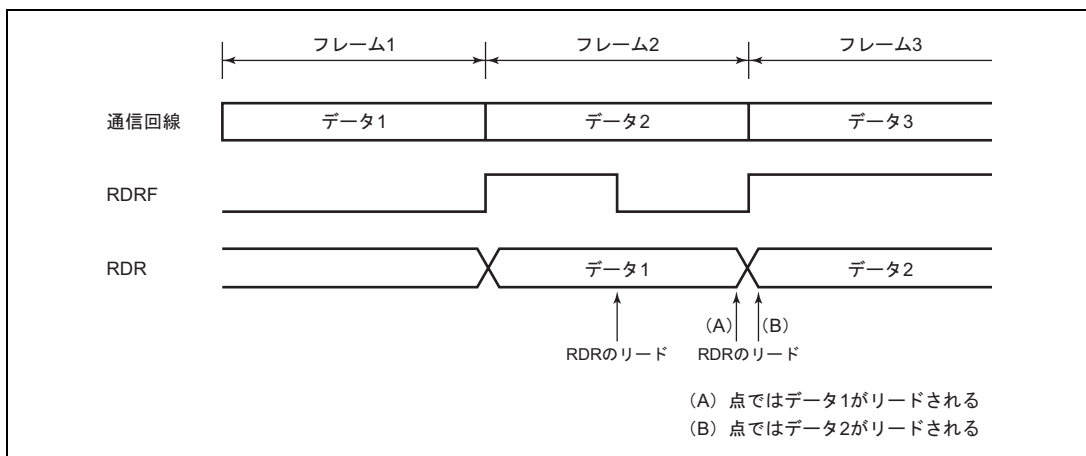 フレーム1 フレーム2 フレーム3
通信回線 データ1 データ2 データ3
RDRF
RDR データ1 データ2
(A) (B)
RDRのリード RDRのリード
(A) 点ではデータ1がリードされる
(B) 点ではデータ2がリードされる